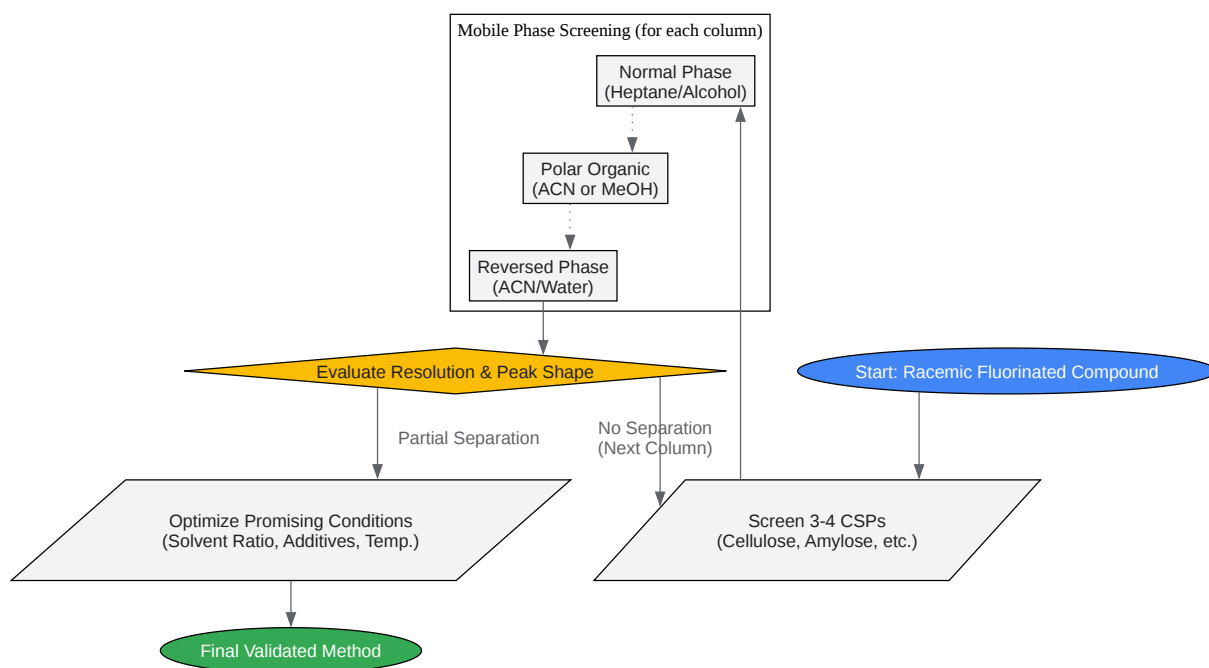 Mobile Phase Screening (for each column)
Normal Phase
(Heptane/Alcohol)
Polar Organic
(ACN or MeOH)
Reversed Phase
(ACN/Water)
Evaluate Resolution & Peak Shape
Start: Racemic Fluorinated Compound
Partial Separation
No Separation
(Next Column)
Optimize Promising Conditions
(Solvent Ratio, Additives, Temp.)
Screen 3-4 CSPs
(Cellulose, Amylose, etc.)
Final Validated Method